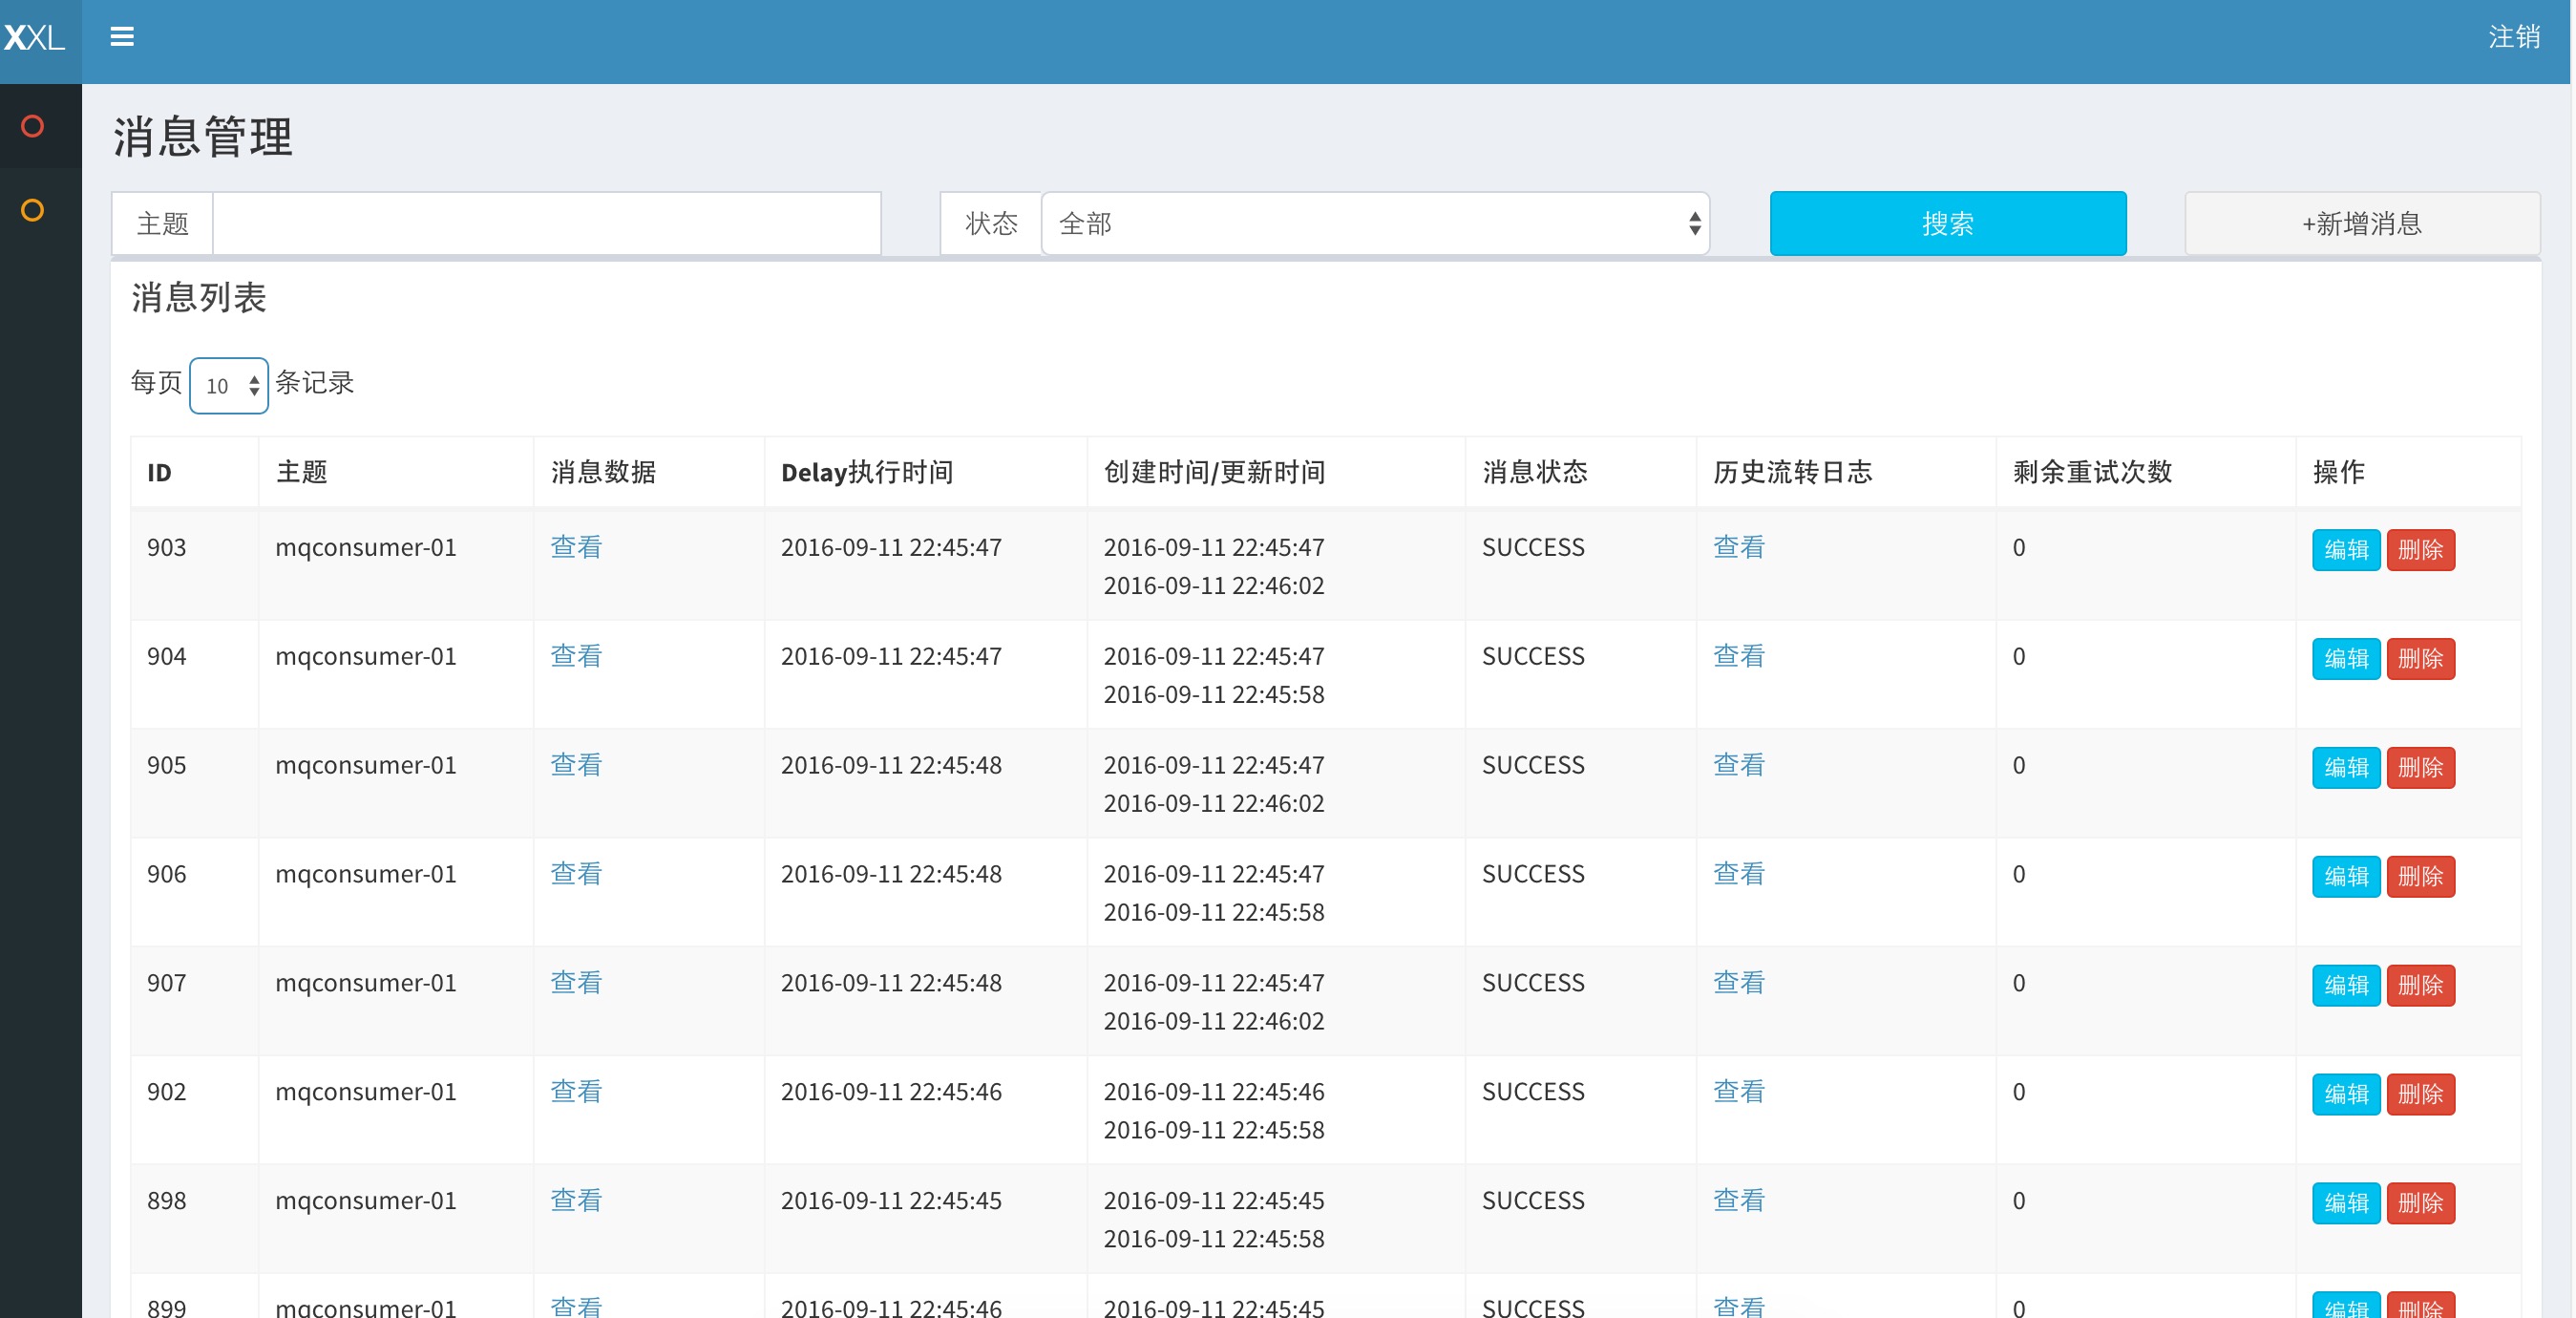 XXL
注销
消息管理
主题
状态 全部
搜索
+新增消息
消息列表
每页 10 条记录
ID 主题 消息数据 Delay执行时间 创建时间/更新时间 消息状态 历史流转日志 剩余重试次数 操作
903 mqconsumer-01 查看 2016-09-11 22:45:47 2016-09-11 22:45:47 SUCCESS 查看 0 编辑 删除
2016-09-11 22:46:02
904 mqconsumer-01 查看 2016-09-11 22:45:47 2016-09-11 22:45:47 SUCCESS 查看 0 编辑 删除
2016-09-11 22:45:58
905 mqconsumer-01 查看 2016-09-11 22:45:48 2016-09-11 22:45:47 SUCCESS 查看 0 编辑 删除
2016-09-11 22:46:02
906 mqconsumer-01 查看 2016-09-11 22:45:48 2016-09-11 22:45:47 SUCCESS 查看 0 编辑 删除
2016-09-11 22:45:58
907 mqconsumer-01 查看 2016-09-11 22:45:48 2016-09-11 22:45:47 SUCCESS 查看 0 编辑 删除
2016-09-11 22:46:02
902 mqconsumer-01 查看 2016-09-11 22:45:46 2016-09-11 22:45:46 SUCCESS 查看 0 编辑 删除
2016-09-11 22:45:58
898 mqconsumer-01 查看 2016-09-11 22:45:45 2016-09-11 22:45:45 SUCCESS 查看 0 编辑 删除
2016-09-11 22:45:58
899 mqconsumer-01 查看 2016-09-11 22:45:46 2016-09-11 22:45:45 SUCCESS 查看 0 编辑 删除